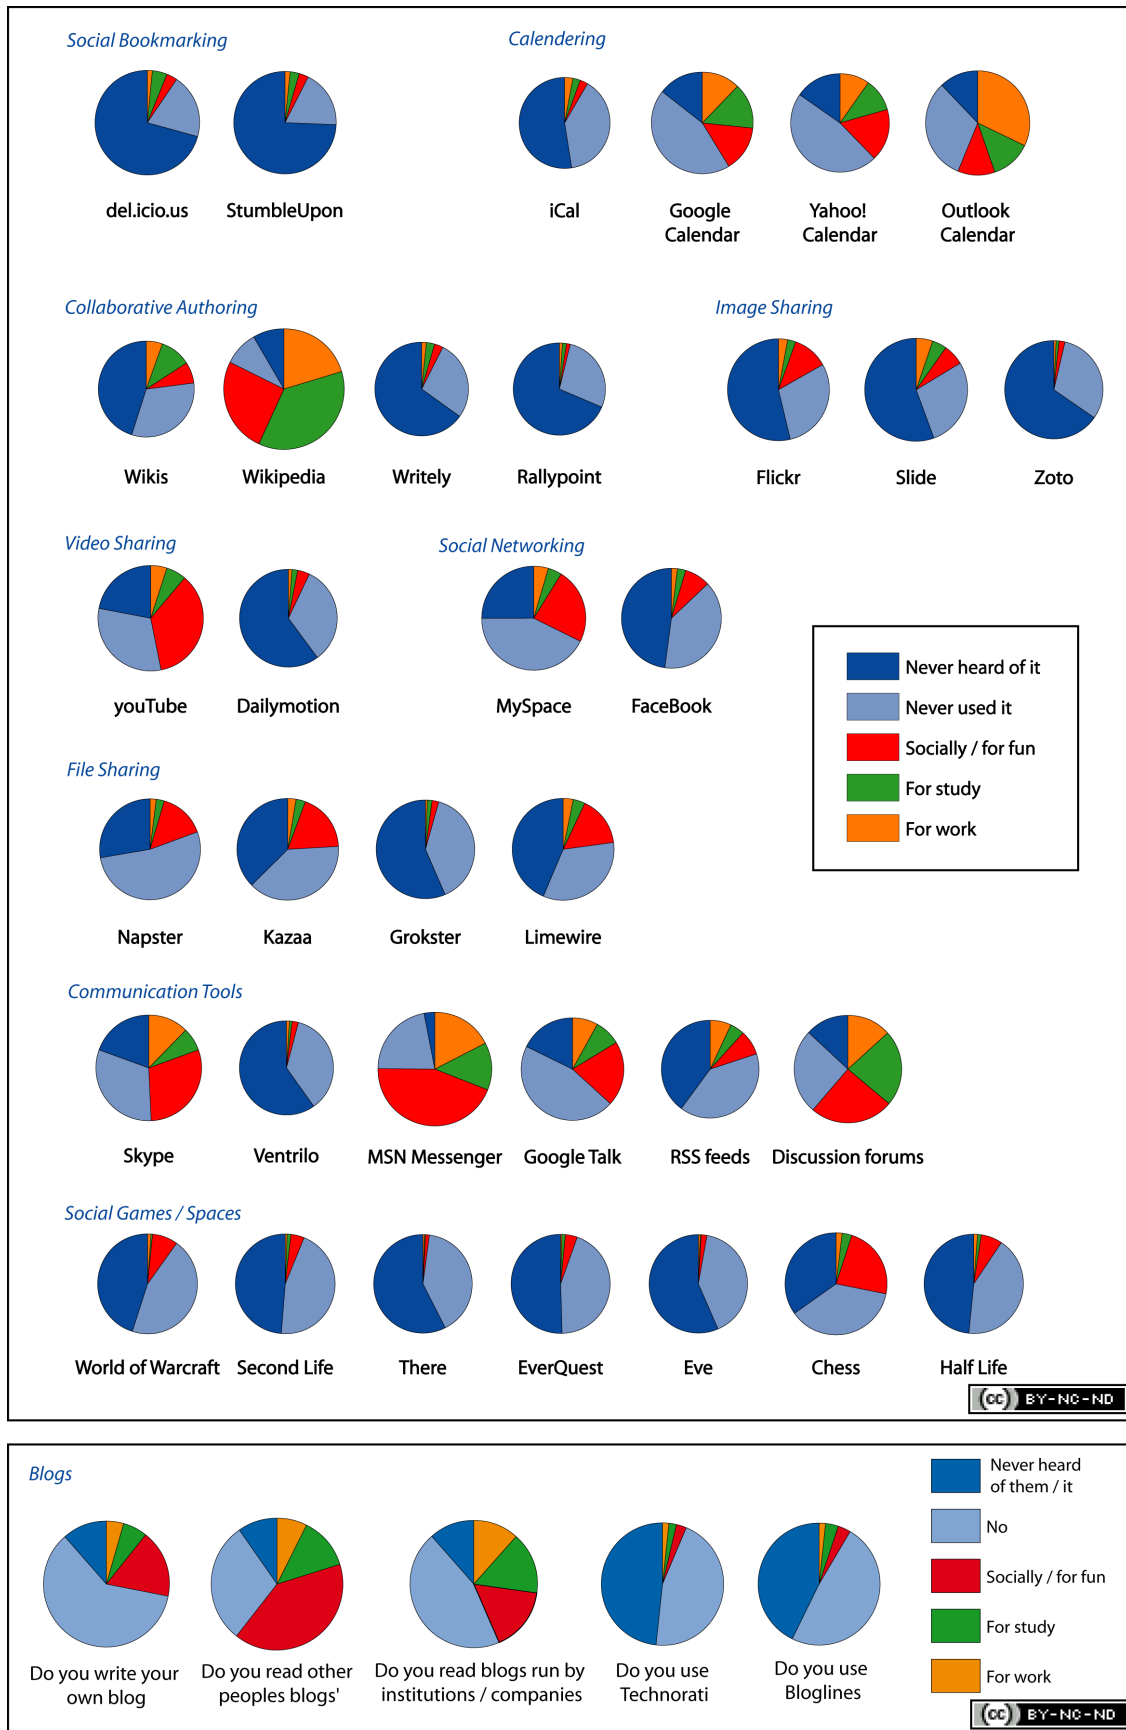 Social Bookmarking
Calendering
del.icio.us
StumbleUpon
iCal
Google
Calendar
Yahoo!
Calendar
Outlook
Calendar
Collaborative Authoring
Image Sharing
Wikis
Wikipedia
Writely
Rallypoint
Flickr
Slide
Zoto
Video Sharing
Social Networking
youTube
Dailymotion
MySpace
FaceBook
Never heard of it
Never used it
Socially / for fun
For study
For work
File Sharing
Napster
Kazaa
Grokster
Limewire
Communication Tools
Skype
Ventrilo
MSN Messenger
Google Talk
RSS feeds
Discussion forums
Social Games / Spaces
World of Warcraft
Second Life
There
EverQuest
Eve
Chess
Half Life
(cc) BY-NC-ND
Blogs
Never heard
of them / it
No
Socially / for fun
For study
For work
Do you write your
own blog
Do you read other
peoples blogs'
Do you read blogs run by
institutions / companies
Do you use
Technorati
Do you use
Bloglines
(cc) BY-NC-ND